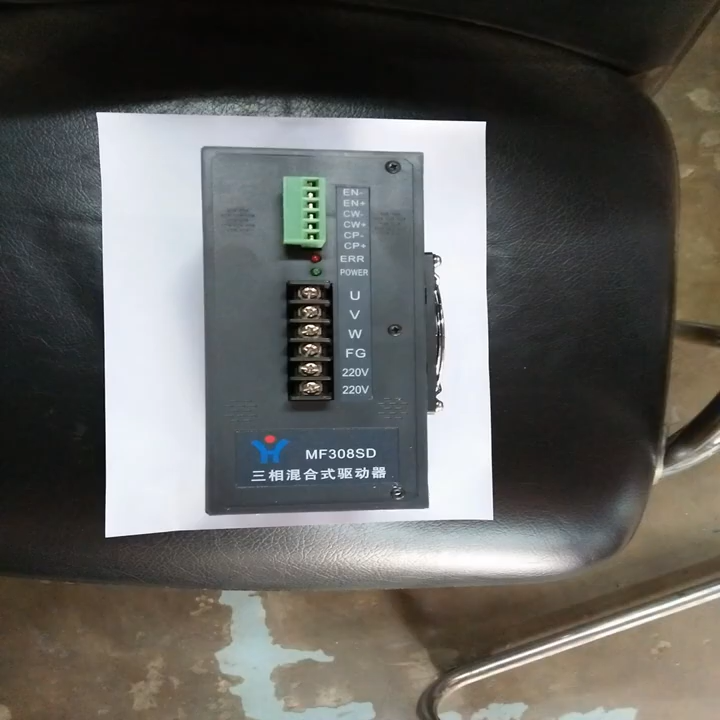 EN-
EN+
CW-
CW+
CP-
CP+
ERR
POWER
U
V
W
FG
220V
220V
MF308SD
三相混合式驱动器